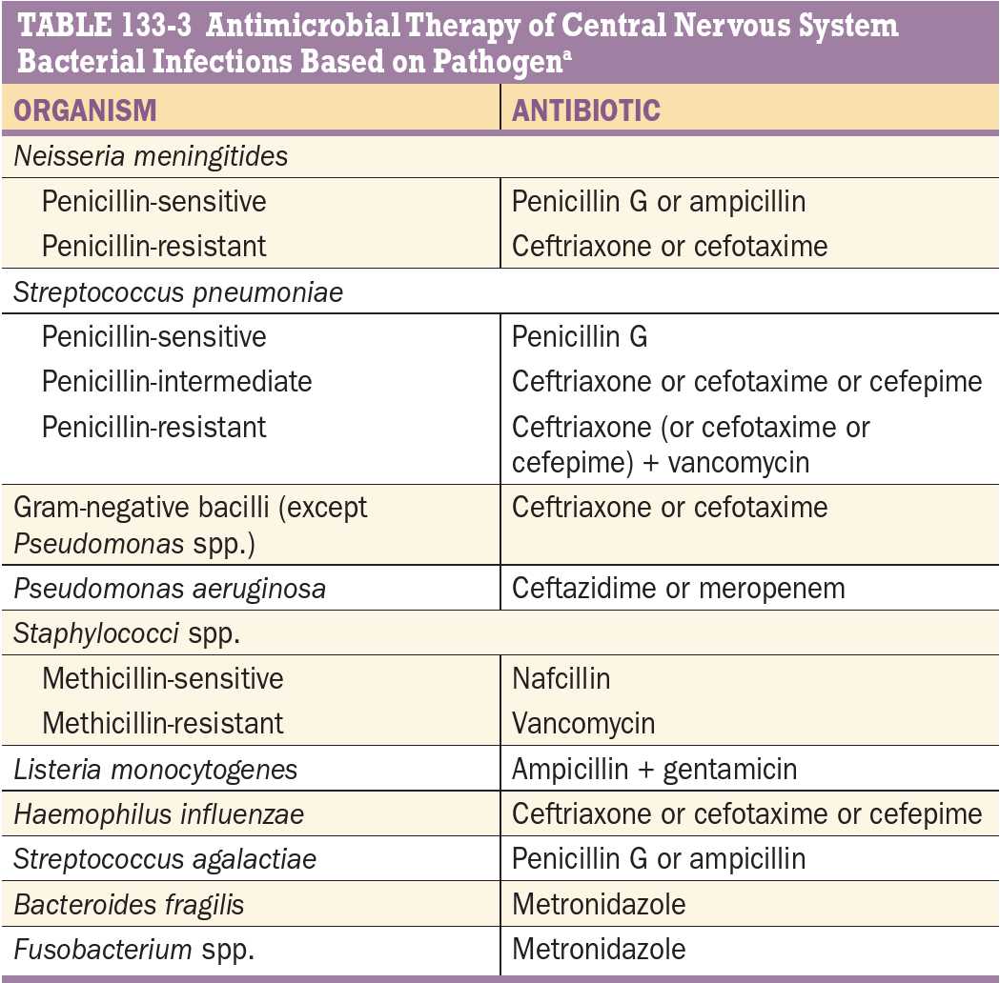 TABLE 133-3 Antimicrobial Therapy of Central Nervous System
Bacterial Infections Based on Pathogenᵃ
ORGANISM ANTIBIOTIC
Neisseria meningitides
Penicillin-sensitive Penicillin G or ampicillin
Penicillin-resistant Ceftriaxone or cefotaxime
Streptococcus pneumoniae
Penicillin-sensitive Penicillin G
Penicillin-intermediate Ceftriaxone or cefotaxime or cefepime
Penicillin-resistant Ceftriaxone (or cefotaxime or
cefepime) + vancomycin
Gram-negative bacilli (except Ceftriaxone or cefotaxime
Pseudomonas spp.)
Pseudomonas aeruginosa Ceftazidime or meropenem
Staphylococci spp.
Methicillin-sensitive Nafcillin
Methicillin-resistant Vancomycin
Listeria monocytogenes Ampicillin + gentamicin
Haemophilus influenzae Ceftriaxone or cefotaxime or cefepime
Streptococcus agalactiae Penicillin G or ampicillin
Bacteroides fragilis Metronidazole
Fusobacterium spp. Metronidazole